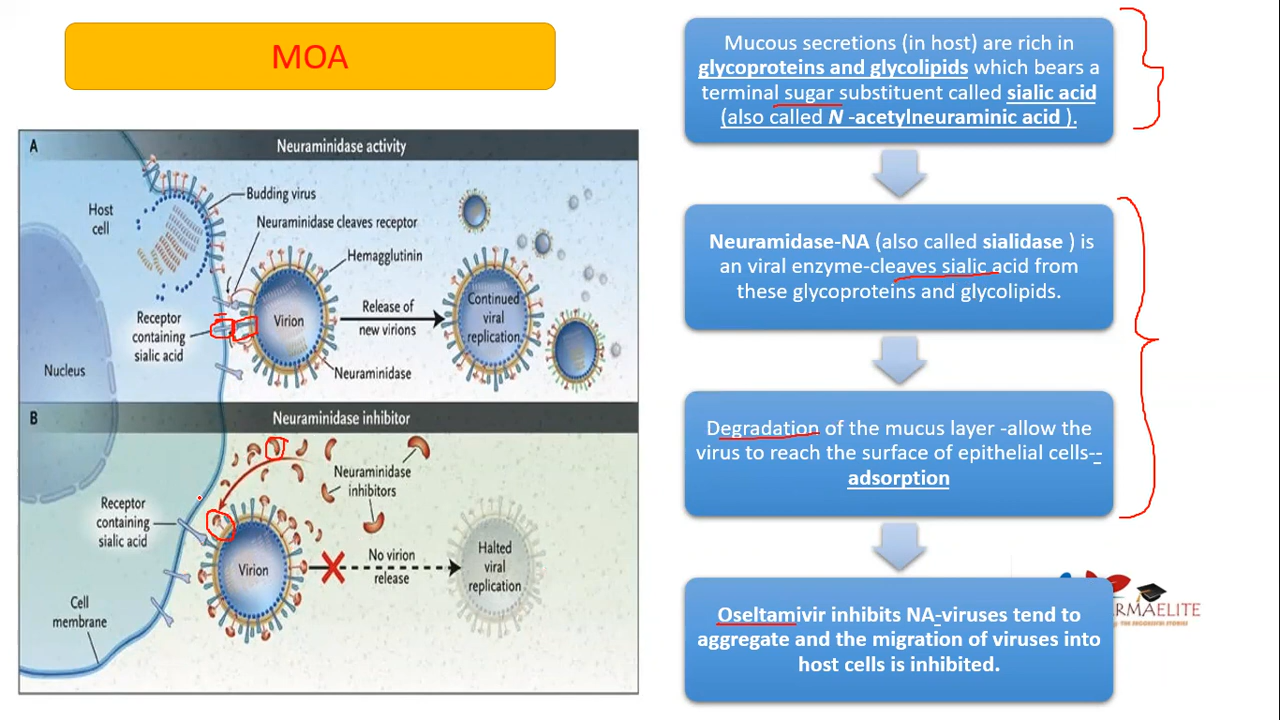 MOA
A
Neuraminidase activity
Host
cell
Budding virus
Neuraminidase cleaves receptor
Hemagglutinin
Receptor
containing
sialic acid
Virion
Release of
new virions
Continued
viral
replication
Nucleus
Neuraminidase
B
Neuraminidase inhibitor
Neuraminidase
inhibitors
Receptor
containing
sialic acid
Virion
No virion
release
Halted
viral
replication
Cell
membrane
Mucous secretions (in host) are rich in
glycoproteins and glycolipids which bears a
terminal sugar substituent called sialic acid
(also called N -acetylneuraminic acid ).
Neuramidase-NA (also called sialidase ) is
an viral enzyme-cleaves sialic acid from
these glycoproteins and glycolipids.
Degradation of the mucus layer -allow the
virus to reach the surface of epithelial cells--
adsorption
Oseltamivir inhibits NA-viruses tend to
aggregate and the migration of viruses into
host cells is inhibited.
RMAELITE